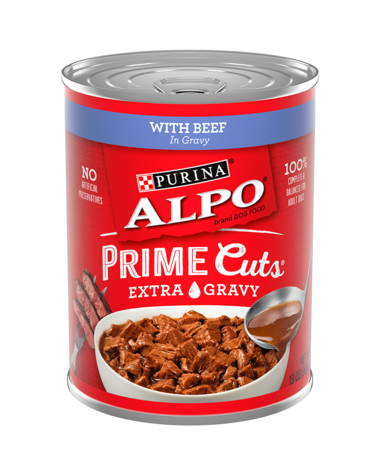 WITH BEEF
In Gravy
NO
ARTIFICIAL
PRESERVATIVES
100%
COMPLETE &
BALANCED FOR
ADULT DOGS
PURINA®
ALPO®
brand DOG FOOD
PRIME Cuts®
EXTRA GRAVY